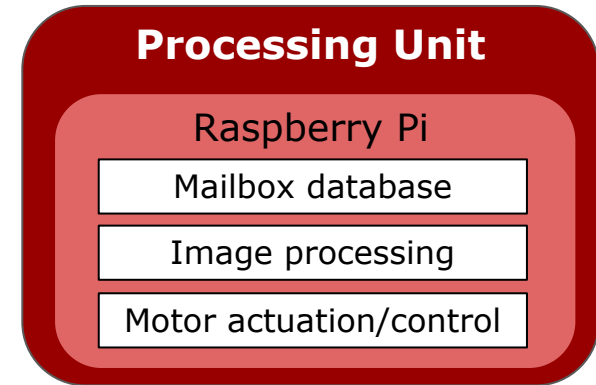 Processing Unit
Raspberry Pi
Mailbox database
Image processing
Motor actuation/control